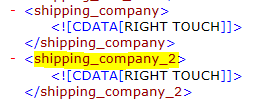 - <shipping_company>
<![CDATA[RIGHT TOUCH]]>
</shipping_company>
- <shipping_company_2>
<![CDATA[RIGHT TOUCH]]>
</shipping_company_2>